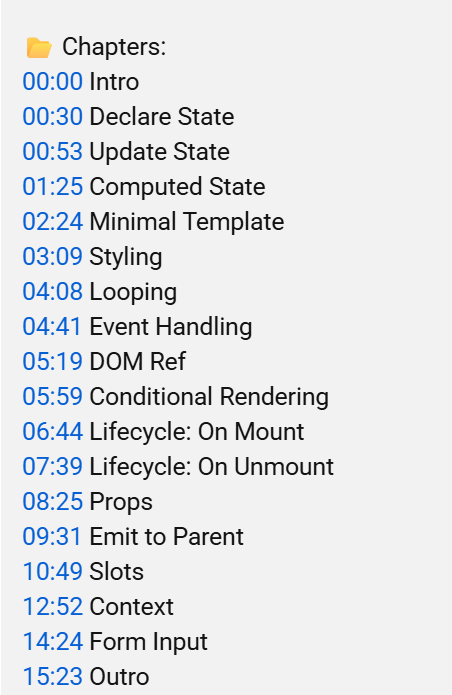 📂 Chapters:
00:00 Intro
00:30 Declare State
00:53 Update State
01:25 Computed State
02:24 Minimal Template
03:09 Styling
04:08 Looping
04:41 Event Handling
05:19 DOM Ref
05:59 Conditional Rendering
06:44 Lifecycle: On Mount
07:39 Lifecycle: On Unmount
08:25 Props
09:31 Emit to Parent
10:49 Slots
12:52 Context
14:24 Form Input
15:23 Outro